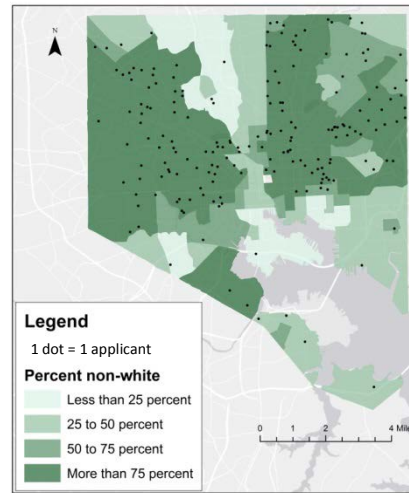 N
Legend
1 dot = 1 applicant
Percent non-white
Less than 25 percent
25 to 50 percent
50 to 75 percent
More than 75 percent
0 1 2 4 Mile